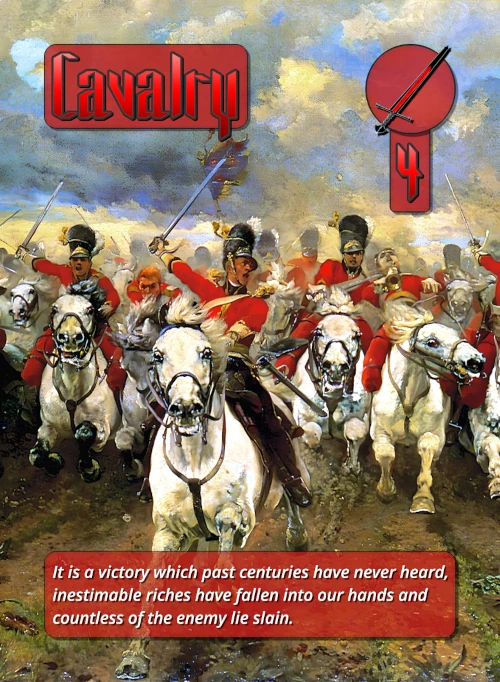 Cavalry
4
It is a victory which past centuries have never heard,
inestimable riches have fallen into our hands and
countless of the enemy lie slain.